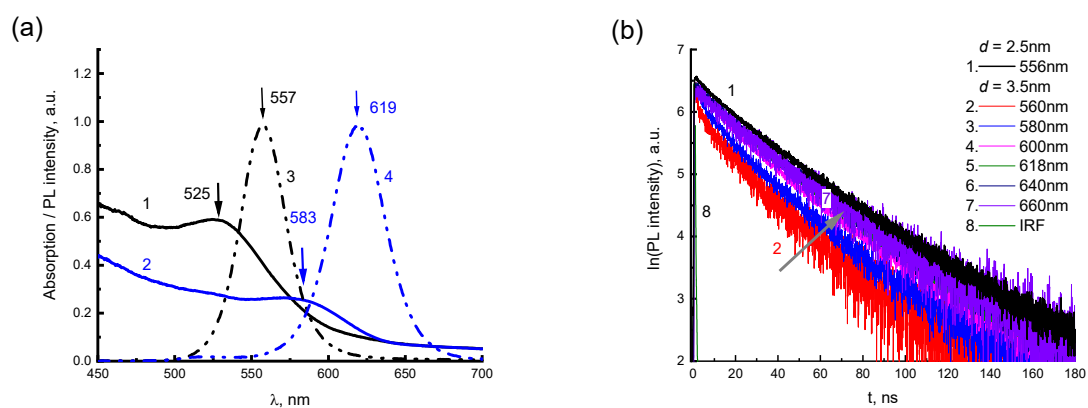 (a)
1.2
1.0
0.8
0.6
0.4
0.2
0.0
450 500 550 600 650 700
Absorption / PL intensity, a.u.
λ, nm
557
619
525
583
1
2
3
4
(b)
7
6
5
4
3
2
0 20 40 60 80 100 120 140 160 180
ln(PL intensity), a.u.
t, ns
1
8
7
2
d = 2.5nm
1. 556nm
d = 3.5nm
2. 560nm
3. 580nm
4. 600nm
5. 618nm
6. 640nm
7. 660nm
8. IRF